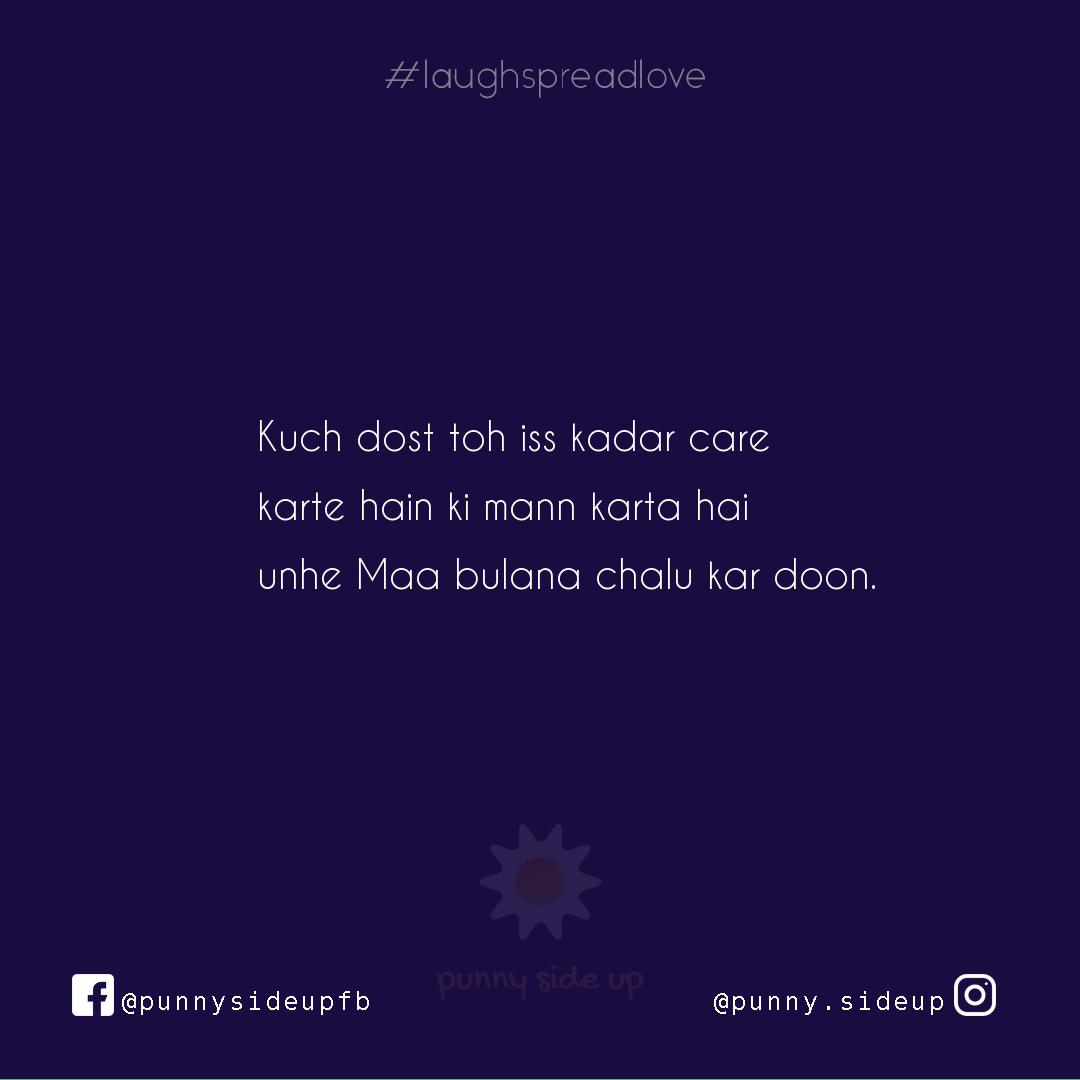 #laughspreadlove
Kuch dost toh iss kadar care
karte hain ki mann karta hai
unhe Maa bulana chalu kar doon.
punny side up
@punnysideupfb
@punny.sideup